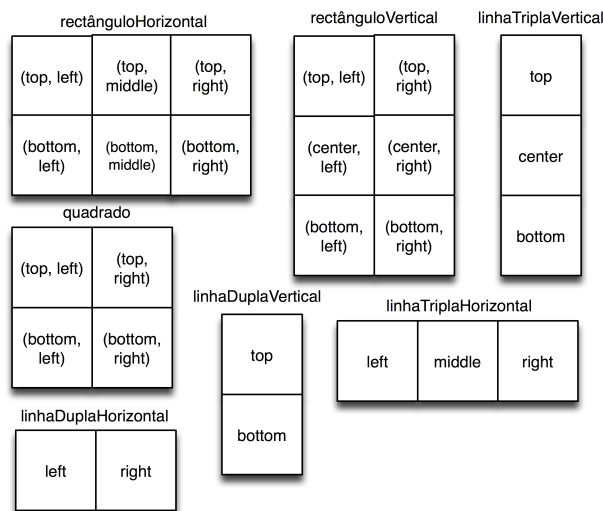 rectânguloHorizontal
(top, left)
(top,
middle)
(top,
right)
(bottom,
left)
(bottom,
middle)
(bottom,
right)
rectânguloVertical
(top, left)
(top,
right)
(center,
left)
(center,
right)
(bottom,
left)
(bottom,
right)
linhaTriplaVertical
top
center
bottom
quadrado
(top, left)
(top,
right)
(bottom,
left)
(bottom,
right)
linhaDuplaVertical
top
bottom
linhaTriplaHorizontal
left
middle
right
linhaDuplaHorizontal
left
right